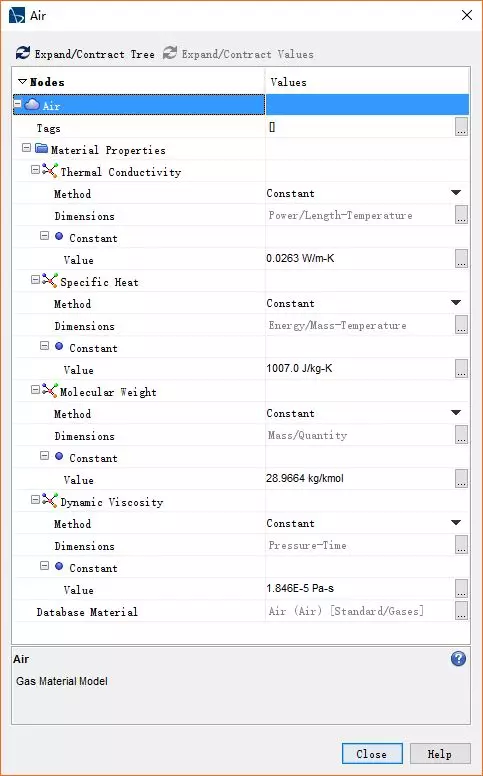 Air
Expand/Contract Tree Expand/Contract Values
Nodes Values
Air
Tags []
Material Properties
Thermal Conductivity
Method Constant
Dimensions Power/Length-Temperature
Constant
Value 0.0263 W/m-K
Specific Heat
Method Constant
Dimensions Energy/Mass-Temperature
Constant
Value 1007.0 J/kg-K
Molecular Weight
Method Constant
Dimensions Mass/Quantity
Constant
Value 28.9664 kg/kmol
Dynamic Viscosity
Method Constant
Dimensions Pressure-Time
Constant
Value 1.846E-5 Pa-s
Database Material Air (Air) [Standard/Gases]
Air
Gas Material Model
Close Help